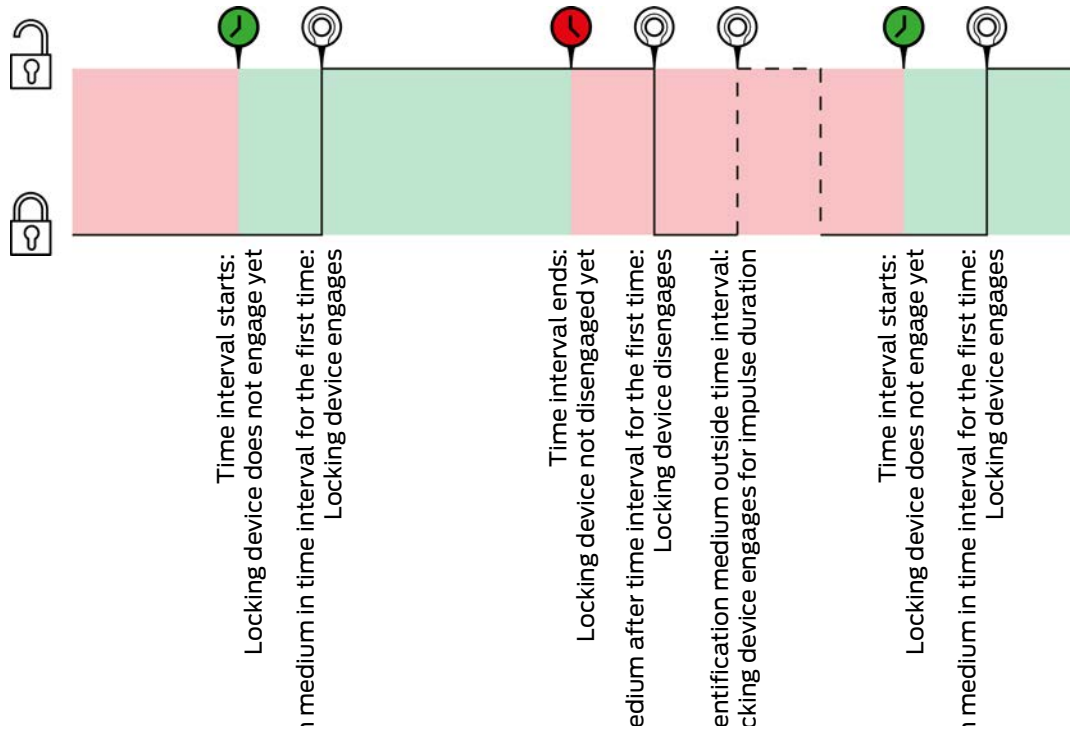 Time interval starts:
Locking device does not engage yet
medium in time interval for the first time:
Locking device engages
Time interval ends:
Locking device not disengaged yet
after time interval for the first time:
Locking device disengages
medium outside time interval:
device engages for impulse duration
Time interval starts:
Locking device does not engage yet
medium in time interval for the first time:
Locking device engages